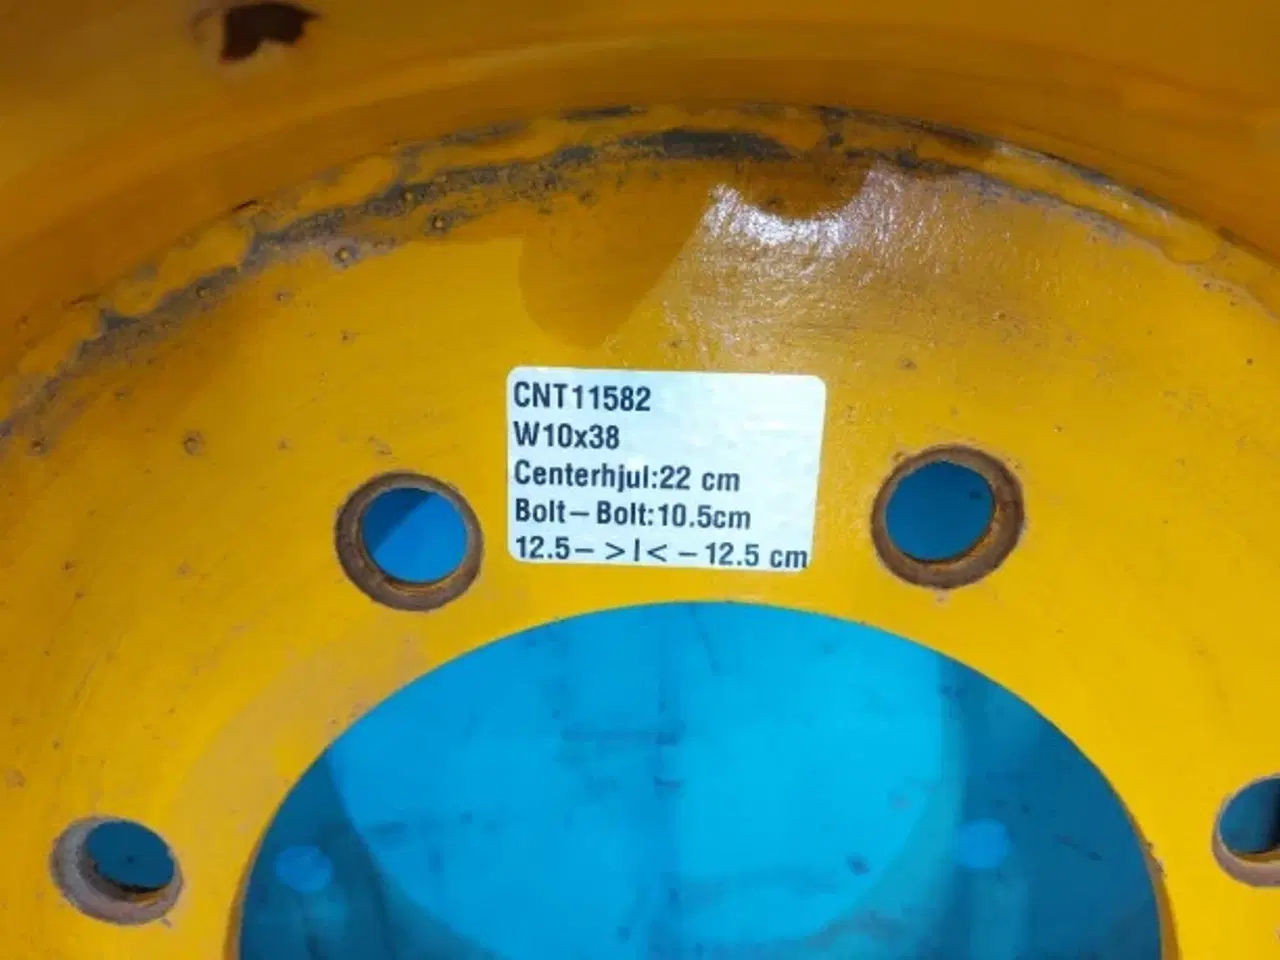 CNT11582
W10x38
Centerhjul:22 cm
Bolt– Bolt:10.5cm
12.5– >|< – 12.5 cm